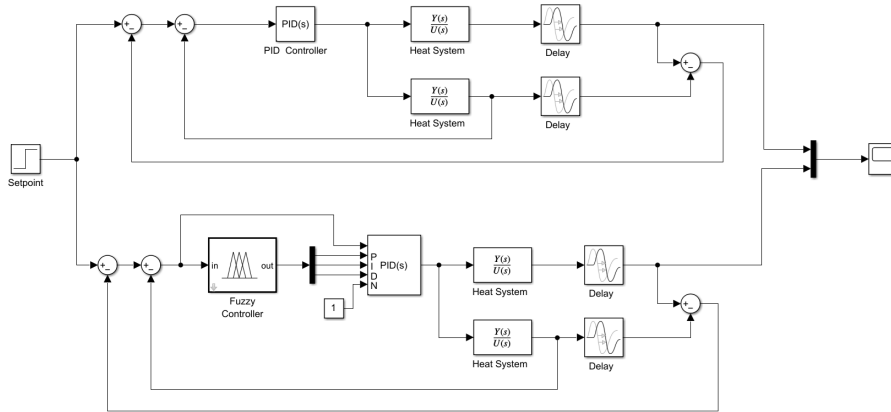 +
−
+
−
PID(s)
PID Controller
Y(s)
U(s)
Heat System
Delay
+
−
Y(s)
U(s)
Heat System
Delay
Setpoint
+
−
+
−
in
out
Fuzzy
Controller
1
P
I
D
N
PID(s)
Y(s)
U(s)
Heat System
Delay
+
−
Y(s)
U(s)
Heat System
Delay